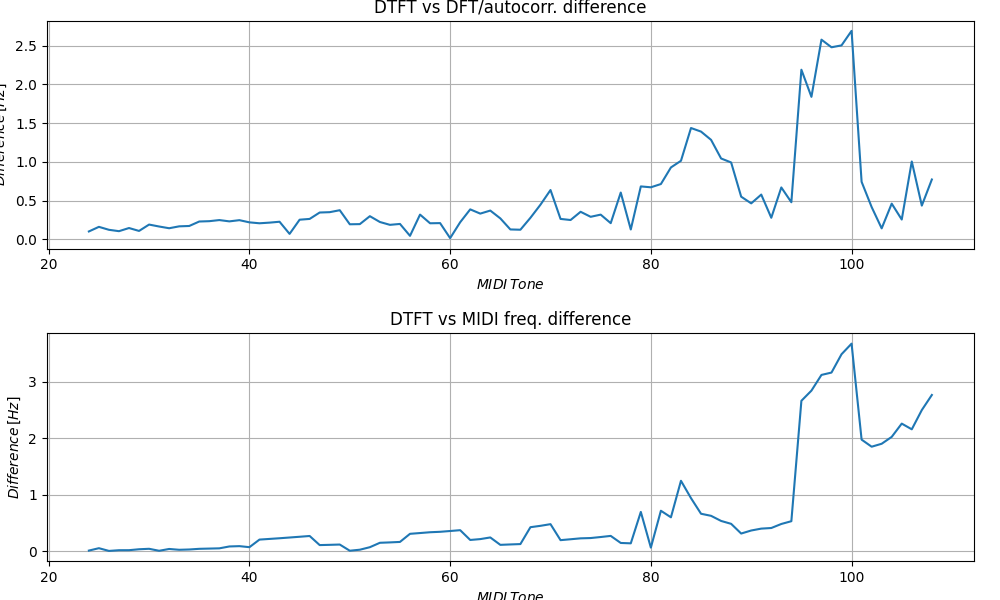 DTFT vs DFT/autocorr. difference
Difference [Hz]
2.5
2.0
1.5
1.0
0.5
0.0
20 40 60 80 100
MIDI Tone
DTFT vs MIDI freq. difference
Difference [Hz]
3
2
1
0
20 40 60 80 100
MIDI Tone